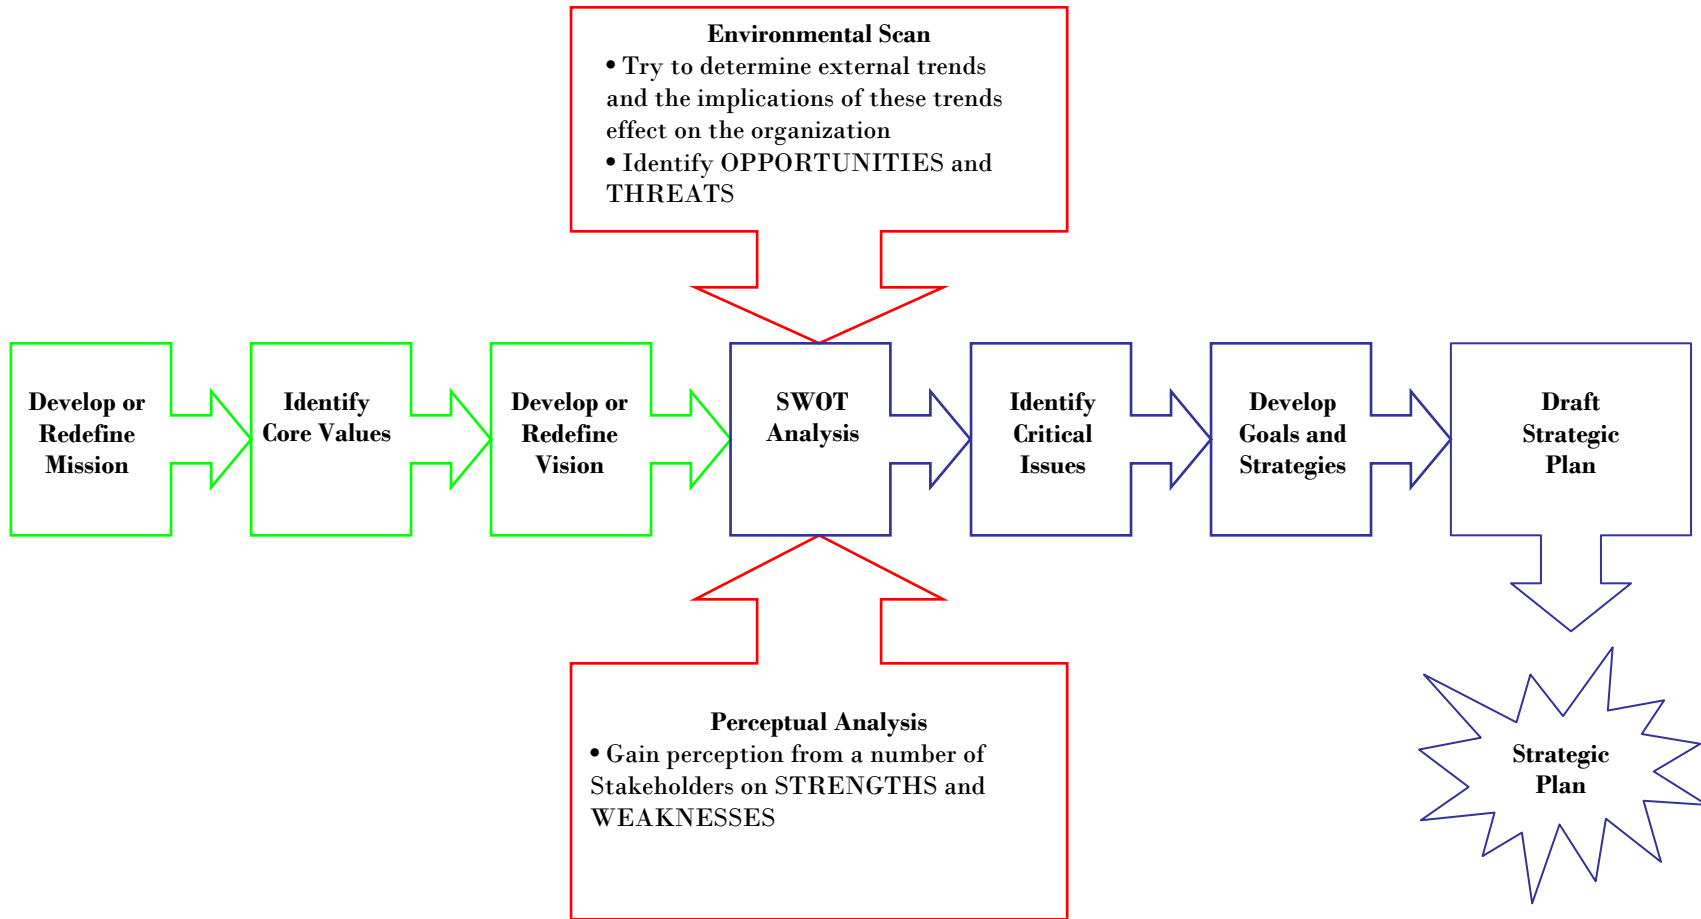 Environmental Scan
• Try to determine external trends
and the implications of these trends
effect on the organization
• Identify OPPORTUNITIES and
THREATS
Develop or
Redefine
Mission
Identify
Core Values
Develop or
Redefine
Vision
SWOT
Analysis
Identify
Critical
Issues
Develop
Goals and
Strategies
Draft
Strategic
Plan
Perceptual Analysis
• Gain perception from a number of
Stakeholders on STRENGTHS and
WEAKNESSES
Strategic
Plan